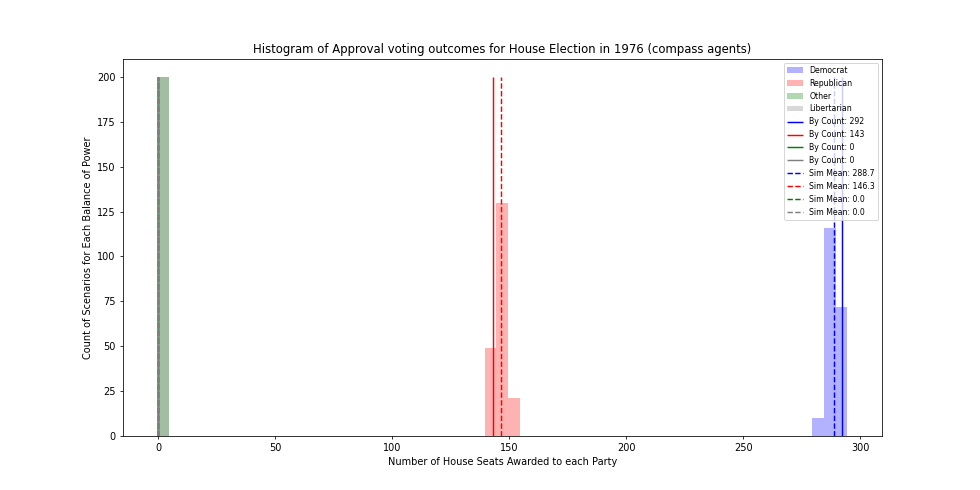 Histogram of Approval voting outcomes for House Election in 1976 (compass agents)
Count of Scenarios for Each Balance of Power
200
175
150
125
100
75
50
25
0
Democrat
Republican
Other
Libertarian
By Count: 292
By Count: 143
By Count: 0
By Count: 0
Sim Mean: 288.7
Sim Mean: 146.3
Sim Mean: 0.0
Sim Mean: 0.0
0 50 100 150 200 250 300
Number of House Seats Awarded to each Party